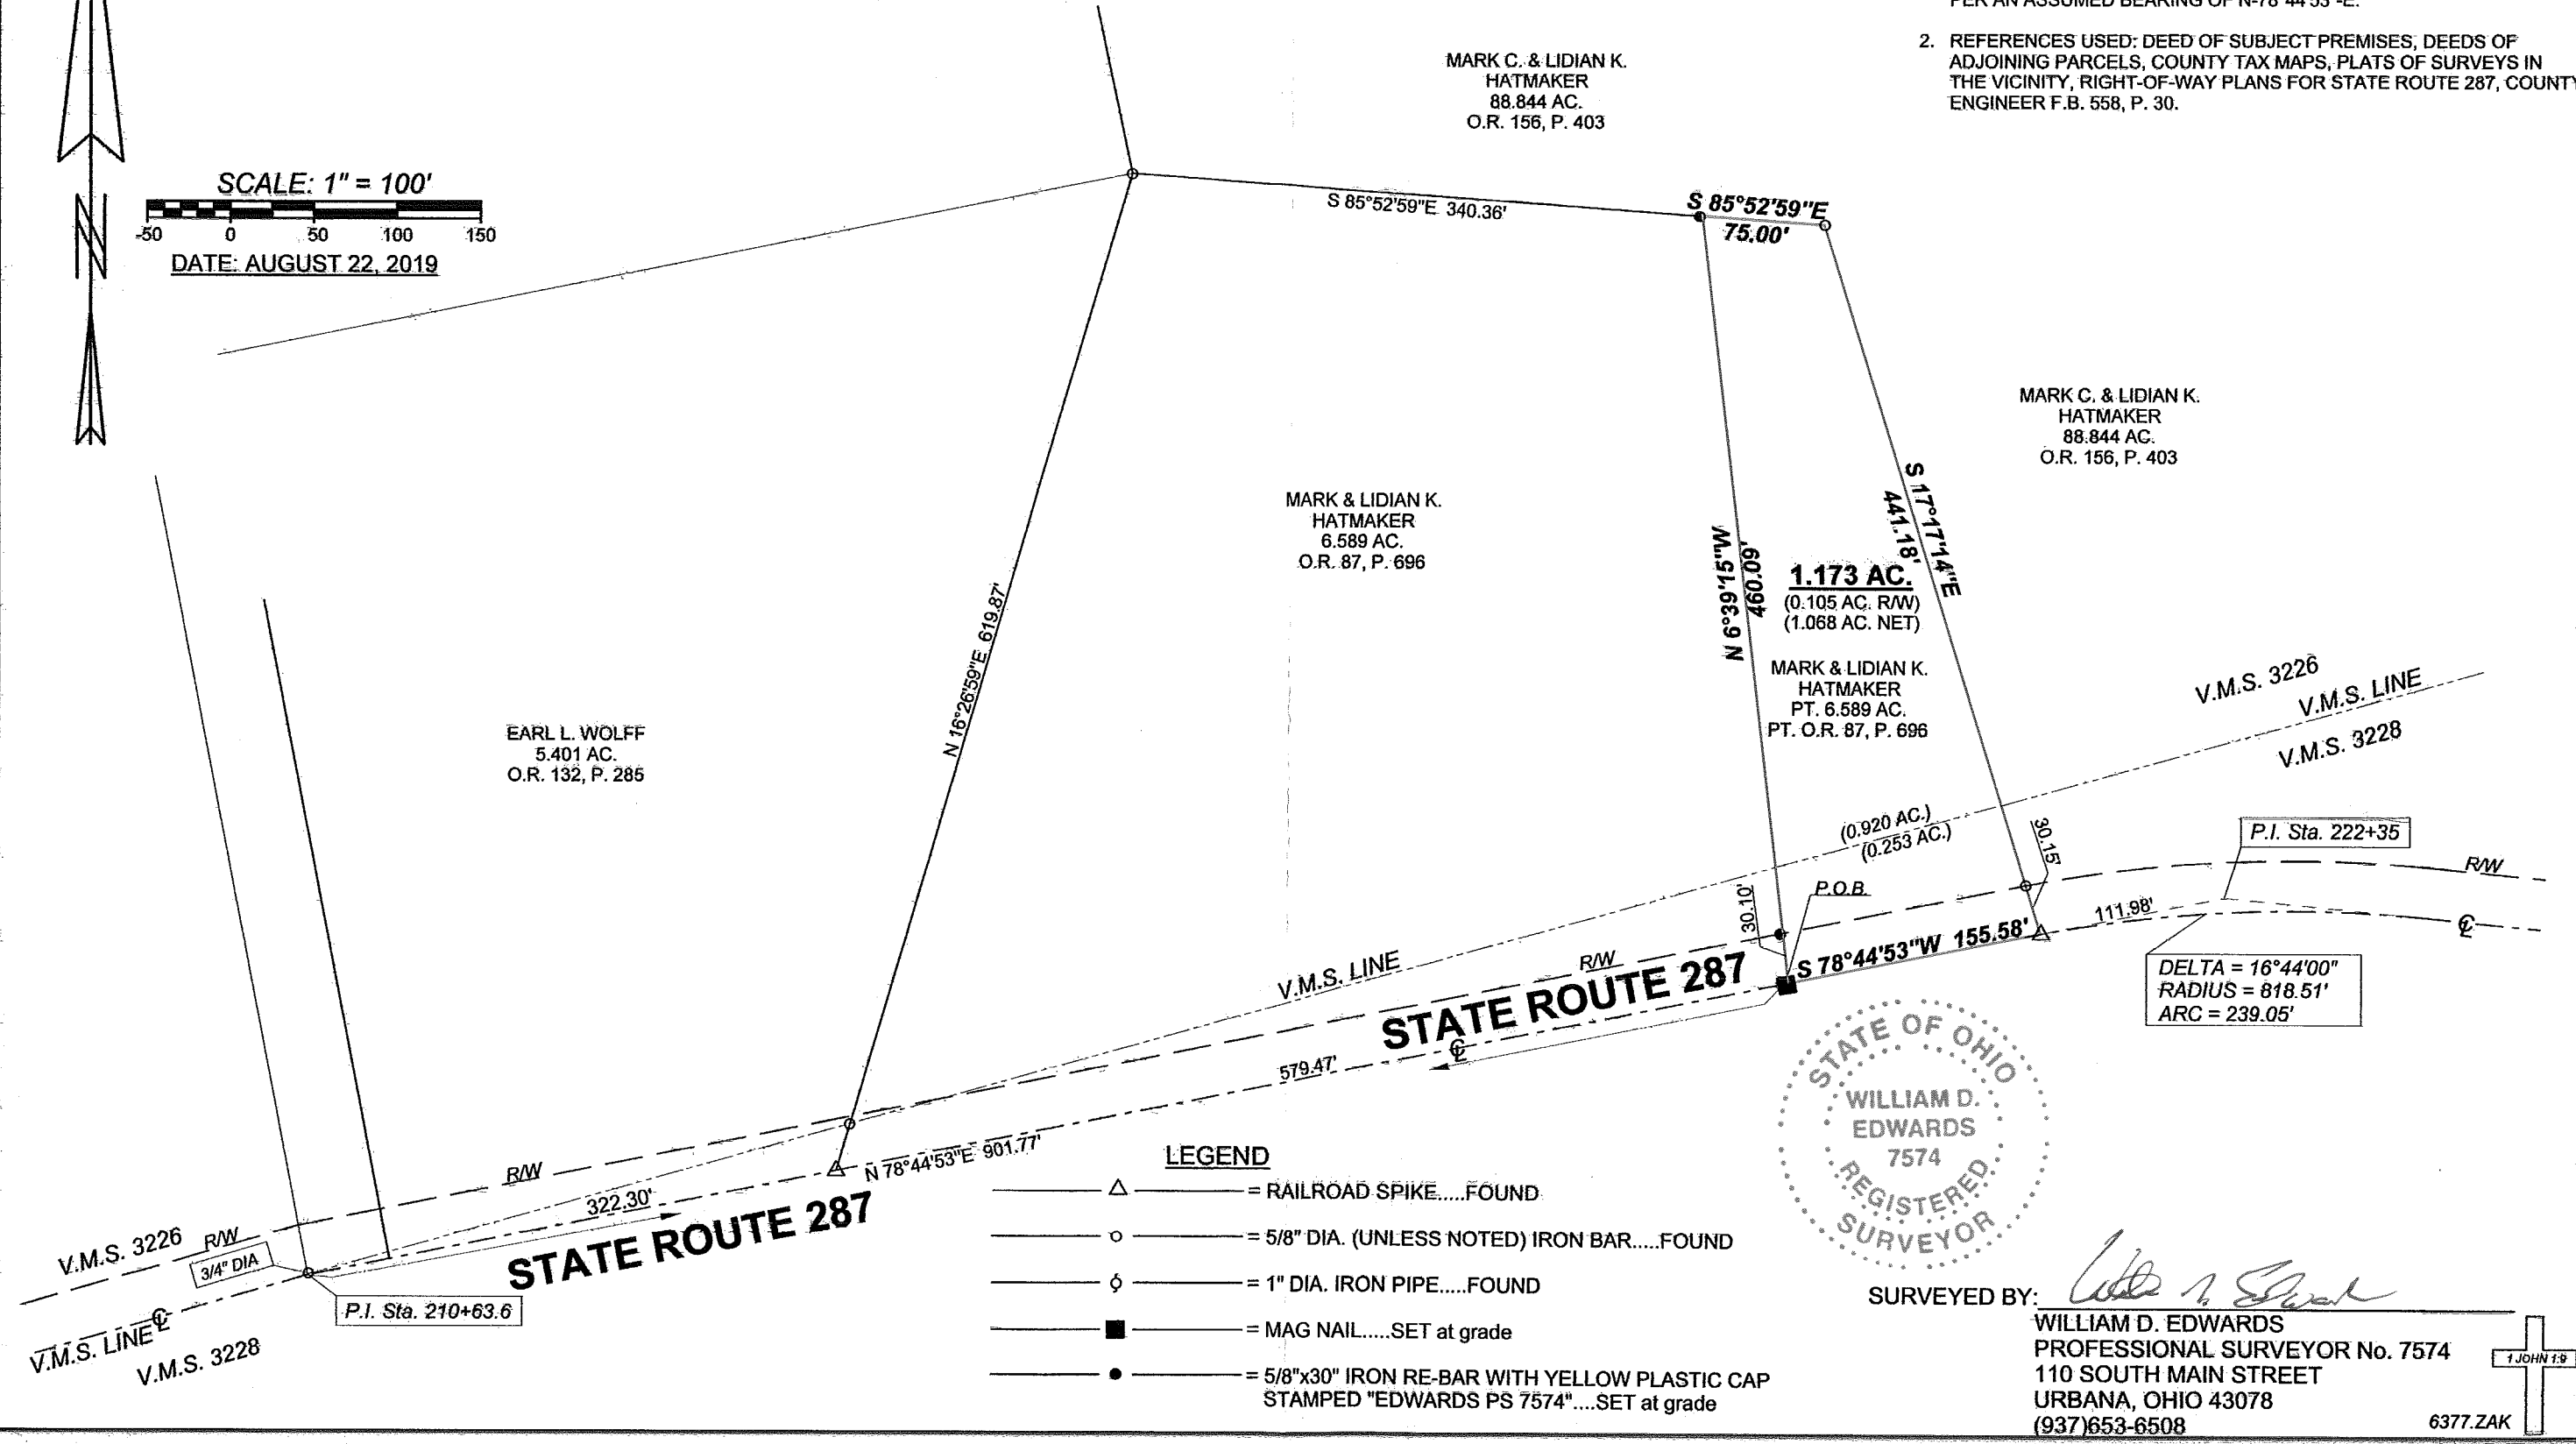 PER AN ASSUMED BEARING OF N-78°44'53"-E.
2. REFERENCES USED: DEED OF SUBJECT PREMISES, DEEDS OF
ADJOINING PARCELS, COUNTY TAX MAPS, PLATS OF SURVEYS IN
THE VICINITY, RIGHT-OF-WAY PLANS FOR STATE ROUTE 287, COUNTY
ENGINEER F.B. 558, P. 30.
MARK C. & LIDIAN K.
HATMAKER
88.844 AC.
O.R. 156, P. 403
N
SCALE: 1" = 100'
-50 0 50 100 150
DATE: AUGUST 22, 2019
S 85°52'59"E 340.36'
S 85°52'59"E
75.00'
MARK C. & LIDIAN K.
HATMAKER
88.844 AC.
O.R. 156, P. 403
MARK & LIDIAN K.
HATMAKER
6.589 AC.
O.R. 87, P. 696
S 17°17'14"E
441.18'
N 6°39'15"W
460.09'
1.173 AC.
(0.105 AC. R/W)
(1.068 AC. NET)
MARK & LIDIAN K.
HATMAKER
PT. 6.589 AC.
PT. O.R. 87, P. 696
N 16°26'59"E 619.87'
EARL L. WOLFF
5.401 AC.
O.R. 132, P. 285
V.M.S. 3226
V.M.S. LINE
V.M.S. 3228
(0.920 AC.)
(0.253 AC.)
30.15'
P.I. Sta. 222+35
R/W
P.O.B.
30.10'
111.98'
S 78°44'53"W 155.58'
V.M.S. LINE
R/W
STATE ROUTE 287
DELTA = 16°44'00"
RADIUS = 818.51'
ARC = 239.05'
579.47'
N 78°44'53"E 901.77'
R/W
322.30'
STATE ROUTE 287
V.M.S. 3226
R/W
3/4" DIA
P.I. Sta. 210+63.6
V.M.S. LINE
V.M.S. 3228
LEGEND
= RAILROAD SPIKE.....FOUND
= 5/8" DIA. (UNLESS NOTED) IRON BAR.....FOUND
= 1" DIA. IRON PIPE.....FOUND
= MAG NAIL.....SET at grade
= 5/8"x30" IRON RE-BAR WITH YELLOW PLASTIC CAP
STAMPED "EDWARDS PS 7574"....SET at grade
STATE OF OHIO
WILLIAM D.
EDWARDS
7574
REGISTERED
SURVEYOR
SURVEYED BY:
WILLIAM D. EDWARDS
PROFESSIONAL SURVEYOR No. 7574
110 SOUTH MAIN STREET
URBANA, OHIO 43078
(937)653-6508
1 JOHN 1:9
6377.ZAK